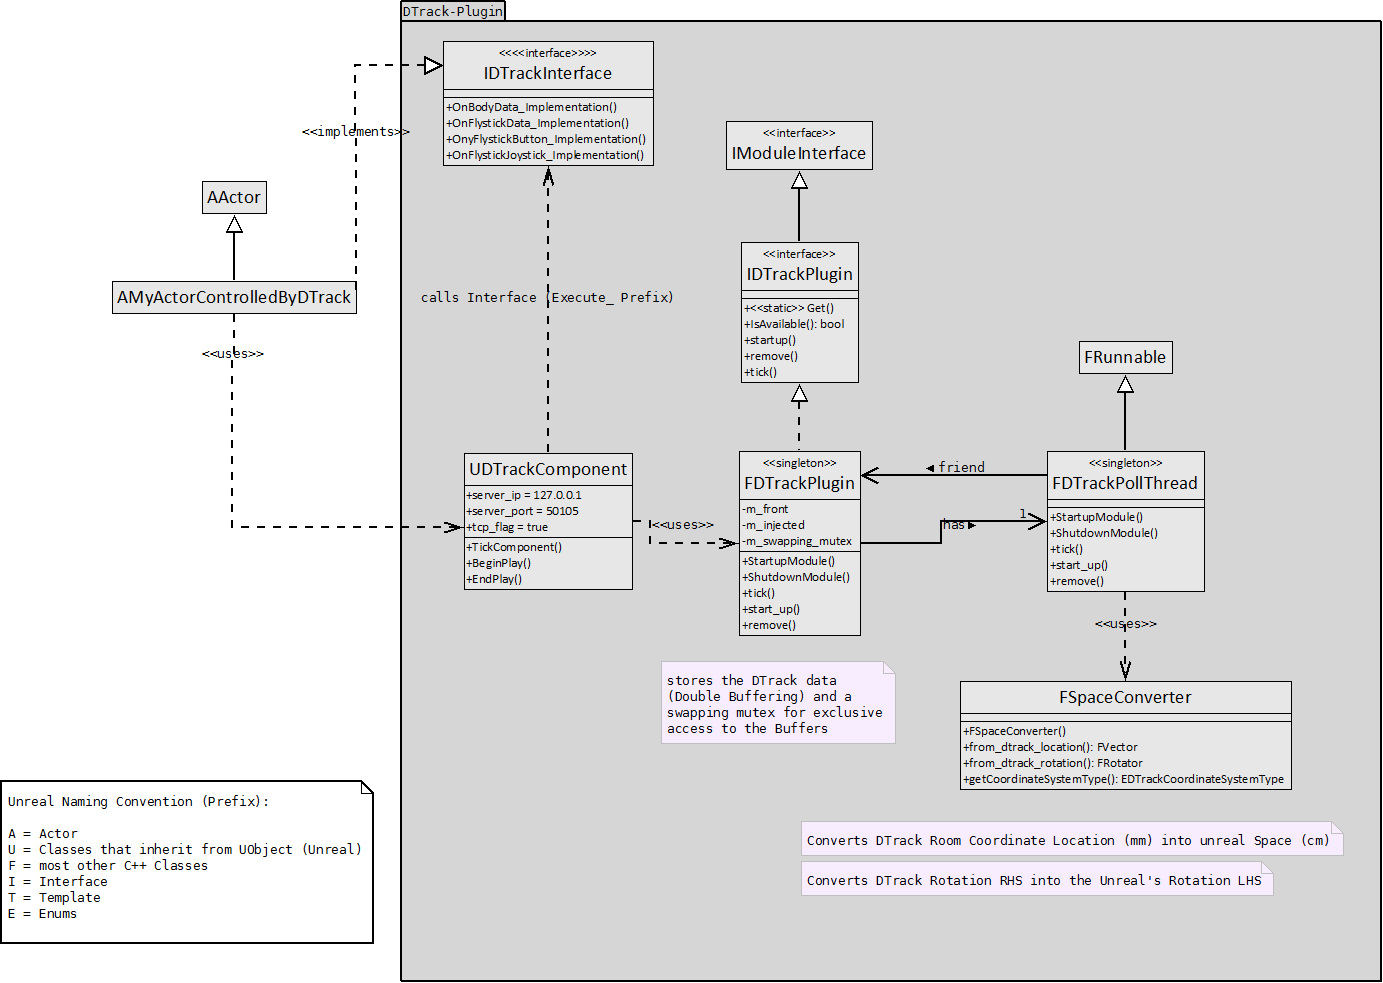 DTrack-Plugin
<<<<interface>>>>
IDTrackInterface
+OnBodyData_Implementation()
+OnFlystickData_Implementation()
+OnyFlystickButton_Implementation()
+OnFlystickJoystick_Implementation()
<<implements>>
<<interface>>
IModuleInterface
AActor
<<interface>>
IDTrackPlugin
+<<static>> Get()
+IsAvailable(): bool
+startup()
+remove()
+tick()
AMyActorControlledByDTrack
calls Interface (Execute_ Prefix)
<<uses>>
FRunnable
UDTrackComponent
+server_ip = 127.0.0.1
+server_port = 50105
+tcp_flag = true
+TickComponent()
+BeginPlay()
+EndPlay()
<<uses>>
<<singleton>>
FDTrackPlugin
-m_front
-m_injected
-m_swapping_mutex
+StartupModule()
+ShutdownModule()
+tick()
+start_up()
+remove()
◄ friend
1
has ►
<<singleton>>
FDTrackPollThread
+StartupModule()
+ShutdownModule()
+tick()
+start_up()
+remove()
<<uses>>
stores the DTrack data
(Double Buffering) and a
swapping mutex for exclusive
access to the Buffers
FSpaceConverter
+FSpaceConverter()
+from_dtrack_location(): FVector
+from_dtrack_rotation(): FRotator
+getCoordinateSystemType(): EDTrackCoordinateSystemType
Converts DTrack Room Coordinate Location (mm) into unreal Space (cm)
Converts DTrack Rotation RHS into the Unreal's Rotation LHS
Unreal Naming Convention (Prefix):
A = Actor
U = Classes that inherit from UObject (Unreal)
F = most other C++ Classes
I = Interface
T = Template
E = Enums